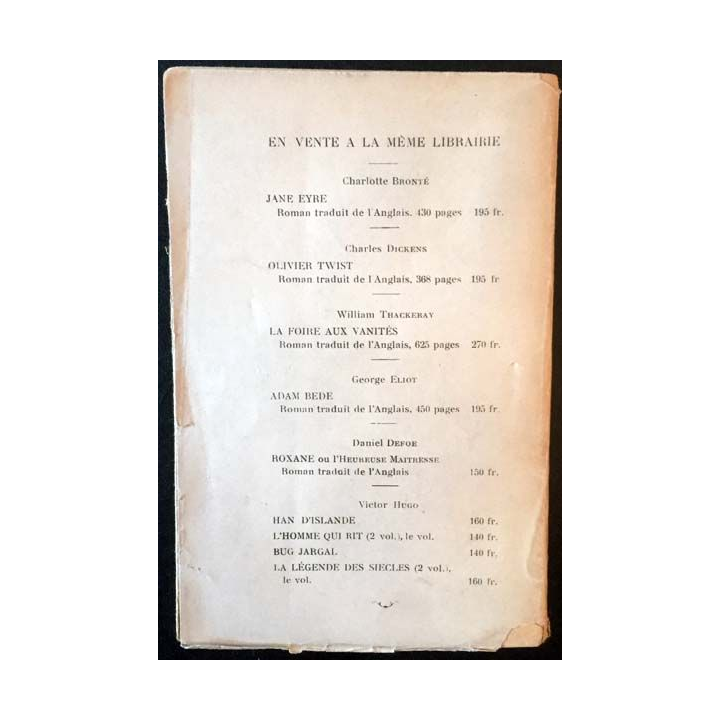 EN VENTE A LA MÊME LIBRAIRIE
Charlotte BRONTÉ
JANE EYRE
Roman traduit de l'Anglais. 430 pages 195 fr.
Charles DICKENS
OLIVIER TWIST
Roman traduit de l Anglais, 368 pages 195 fr
William THACKERAY
LA FOIRE AUX VANITÉS
Roman traduit de l'Anglais, 625 pages 270 fr.
George ELIOT
ADAM BEDE
Roman traduit de l'Anglais, 450 pages 195 fr.
Daniel DEFOE
ROXANE ou l'HEUREUSE MAITRESSE
Roman traduit de l'Anglais 150 fr.
Victor HUGO
HAN D'ISLANDE 160 fr.
L'HOMME QUI RIT (2 vol.), le vol. 140 fr.
BUG JARGAL 140 fr.
LA LÉGENDE DES SIECLES (2 vol.),
le vol. 160 fr.